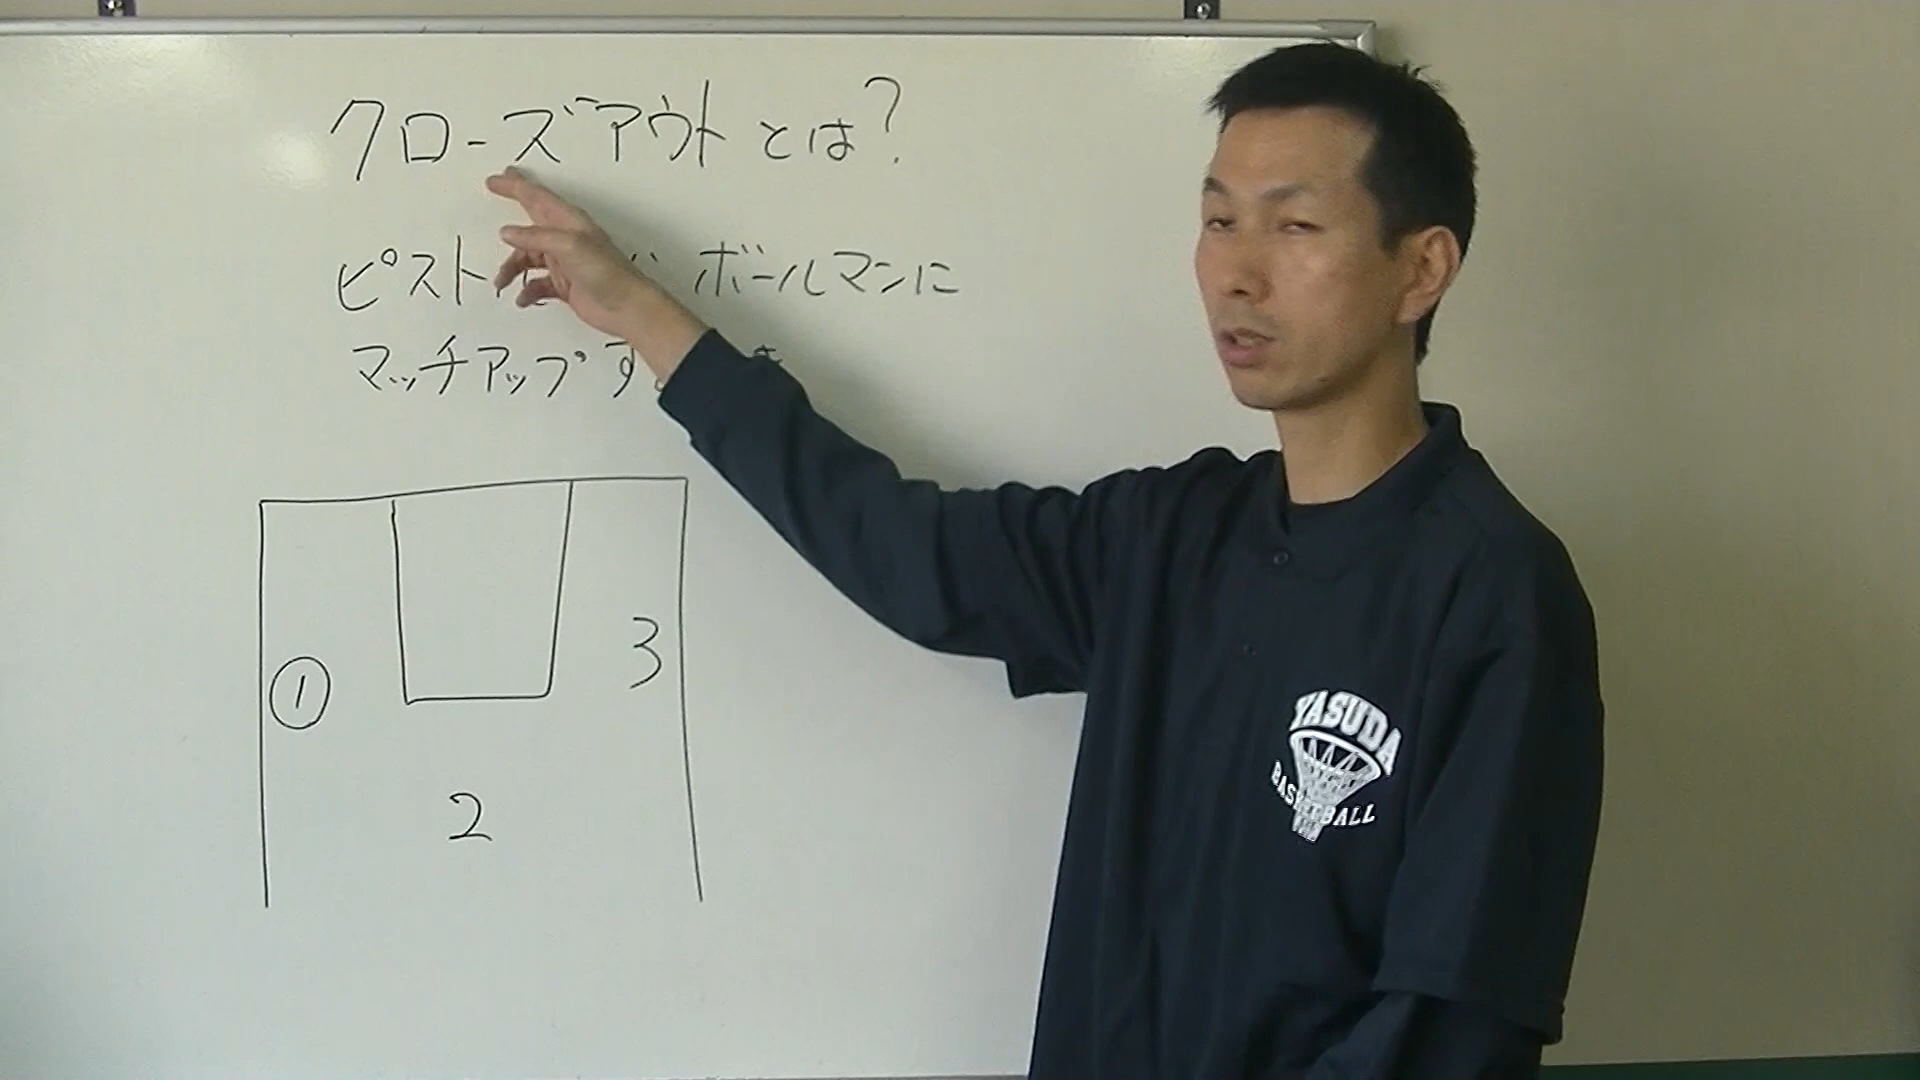 クローズアウトとは?
ピスト ボールマンに
マッチアップす
①
3
2
YASUDA
BASKETBALL